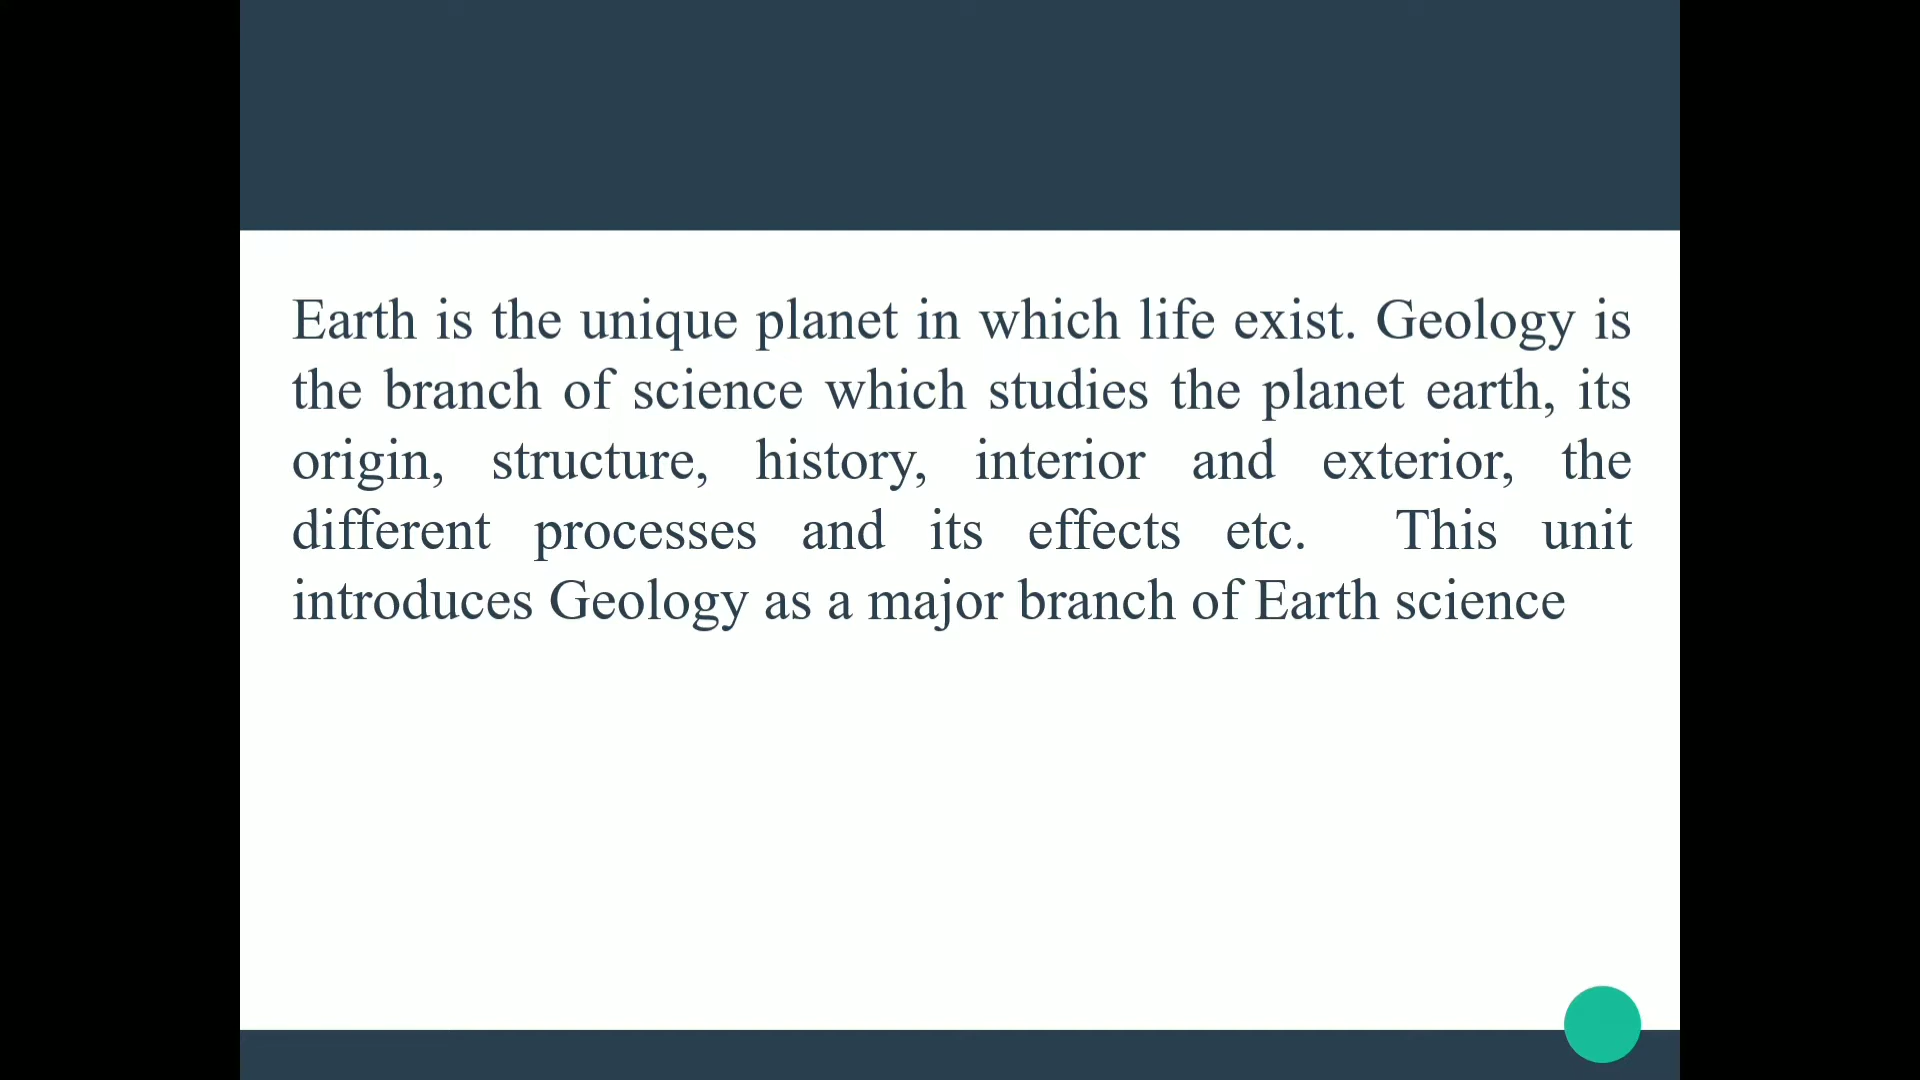 Earth is the unique planet in which life exist. Geology is
the branch of science which studies the planet earth, its
origin, structure, history, interior and exterior, the
different processes and its effects etc.  This unit
introduces Geology as a major branch of Earth science